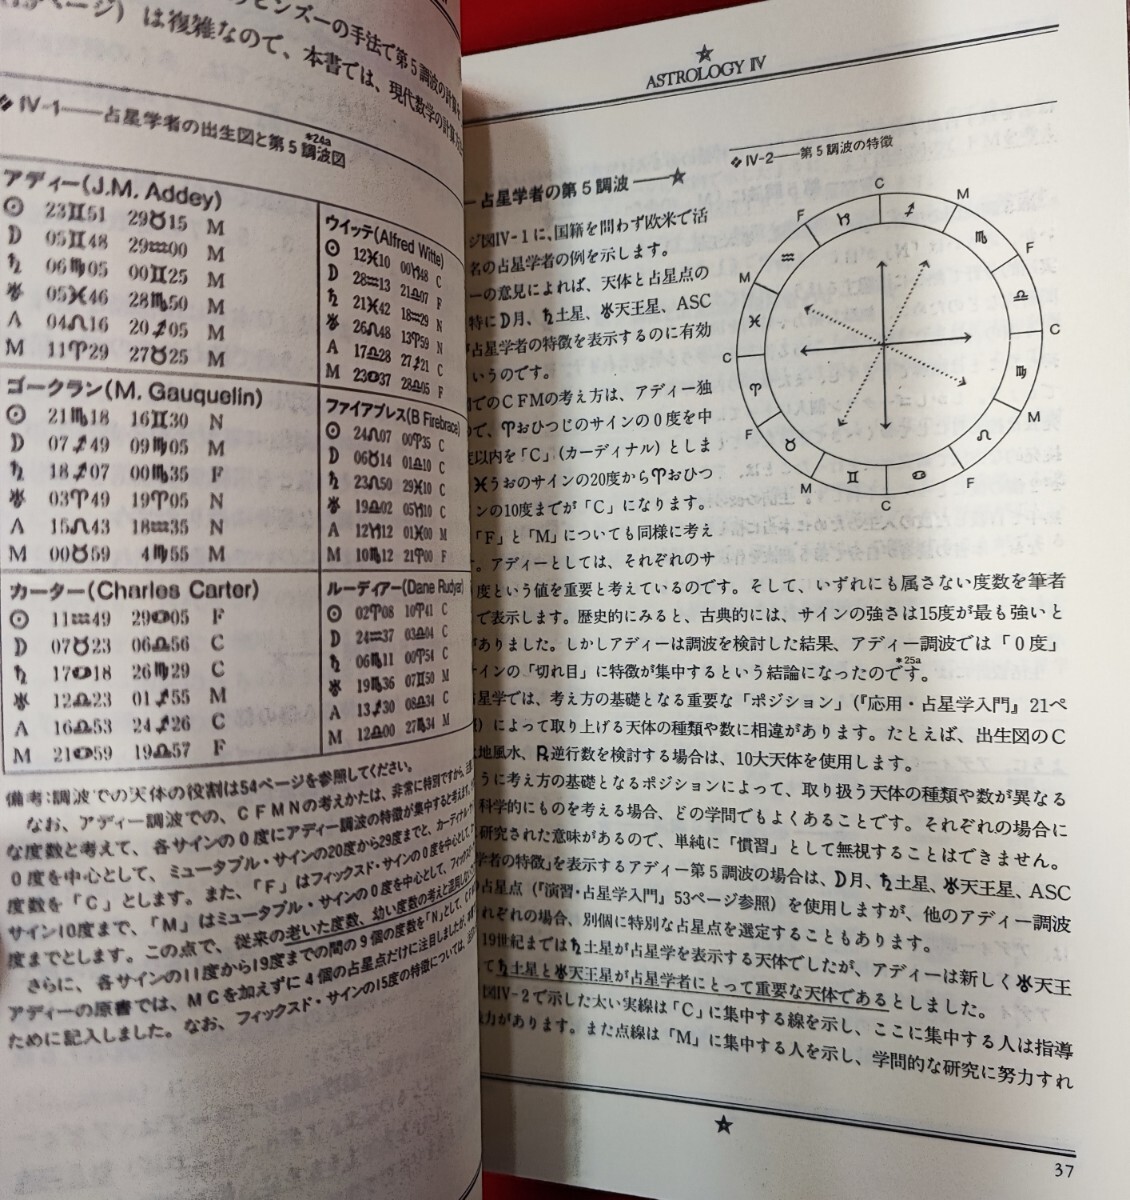 ページ)は複雑なので、本書では、現代数学の計算
ヒンズーの手法で第5調波の計算
❖ IV-1——占星学者の出生図と第5調波図
*24a
アディー(J.M. Addey)
☉ 23♊51 29♉15 M
☽ 05♊48 29♒00 M
♄ 06♏05 00♊25 M
♅ 05♓46 28♏50 M
A 04♌16 20♐05 M
M 11♈29 27♉25 M
ゴークラン(M. Gauquelin)
☉ 21♏18 16♊30 N
☽ 07♐49 09♏05 M
♄ 18♐07 00♏35 F
♅ 03♈49 19♈05 N
A 15♌43 18♒35 N
M 00♉59 4♏55 M
カーター(Charles Carter)
☉ 11♒49 29♋05 F
☽ 07♉23 06♎56 C
♄ 17♋18 26♍29 C
♅ 12♎23 01♐55 M
A 16♎53 24♐26 C
M 21♋59 19♎57 F
ウイッテ(Alfred Witte)
☉ 12♓10 00♑48 C
☽ 28♒13 21♎07 F
♄ 21♓42 18♒29 N
♅ 26♌48 13♈59 N
A 17♎28 27♐21 C
M 23♋37 28♎05 F
ファイアブレス(B Firebrace)
☉ 24♌07 00♈35 C
☽ 06♉14 01♎10 C
♄ 23♌50 29♓10 C
♅ 19♎02 05♑10 C
A 12♑12 01♓00 M
M 10♏12 21♈00 F
ルーディアー(Dane Rudyar
☉ 02♈08 10♈41 C
☽ 24♒37 03♎04 C
♄ 06♏11 00♈54 C
♅ 19♏36 07♊50 M
A 13♐30 08♎34 C
M 12♎00 27♏34 M
備考:調波での天体の役割は54ページを参照してください。
なお、アディー調波での、CFMNの考えかたは、非常に特別ですから、
な度数と考えて、各サインの0度にアディー調波の特徴が集中すると考えます。
0度を中心として、ミュータブル・サインの20度から29度までと、カーディナル・
度数を「C」とします。また、「F」はフィックスド・サインの0度を中心として、
サイン10度まで、「M」はミュータブル・サインの0度を中心として、
度までとします。この点で、従来の老いた度数、幼い度数の考えと
さらに、各サインの11度から19度までの間の9個の度数を「N」として、
アディーの原書では、MCを加えずに4個の占星点だけに注目しました
ために記入しました。なお、フィックスド・サインの15度の特徴については、
ASTROLOGY IV
占星学者の第5調波——★
❖ IV-2——第5調波の特徴
C
M
F
C
M
F
C
M
F
C
M
F
♐ ♏ ♎ ♍ ♌ ♋ ♊ ♉ ♈ ♓ ♒ ♑
ジ図IV-1に、国籍を問わず欧米で活
名の占星学者の例を示します。
ーの意見によれば、天体と占星点の
特に☽月、♄土星、♅天王星、ASC
占星学者の特徴を表示するのに有効
いうのです。
でのCFMの考え方は、アディー独
で、♈おひつじのサインの0度を中
度以内を「C」(カーディナル)としま
♓うおのサインの20度から♈おひつ
ンの10度までが「C」になります。
「F」と「M」についても同様に考え
。アディーとしては、それぞれのサ
度という値を重要と考えているのです。そして、いずれにも属さない度数を筆者
で表示します。歴史的にみると、古典的には、サインの強さは15度が最も強いと
がありました。しかしアディーは調波を検討した結果、アディー調波では「0度」
インの「切れ目」に特徴が集中するという結論になったのです。
*25a
星学では、考え方の基礎となる重要な「ポジション」(『応用・占星学入門』21ペ
)によって取り上げる天体の種類や数に相違があります。たとえば、出生図のC
地風水、℞逆行数を検討する場合は、10大天体を使用します。
うに考え方の基礎となるポジションによって、取り扱う天体の種類や数が異なる
科学的にものを考える場合、どの学問でもよくあることです。それぞれの場合に
研究された意味があるので、単純に「慣習」として無視することはできません。
学者の特徴」を表示するアディー第5調波の場合は、☽月、♄土星、♅天王星、ASC
占星点(『演習・占星学入門』53ページ参照)を使用しますが、他のアディー調波
れぞれの場合、別個に特別な占星点を選定することもあります。
19世紀までは♄土星が占星学を表示する天体でしたが、アディーは新しく♅天王
て♄土星と♅天王星が占星学者にとって重要な天体であるとしました。
図IV-2で示した太い実線は「C」に集中する線を示し、ここに集中する人は指導
力があります。また点線は「M」に集中する人を示し、学問的な研究に努力すれ
37